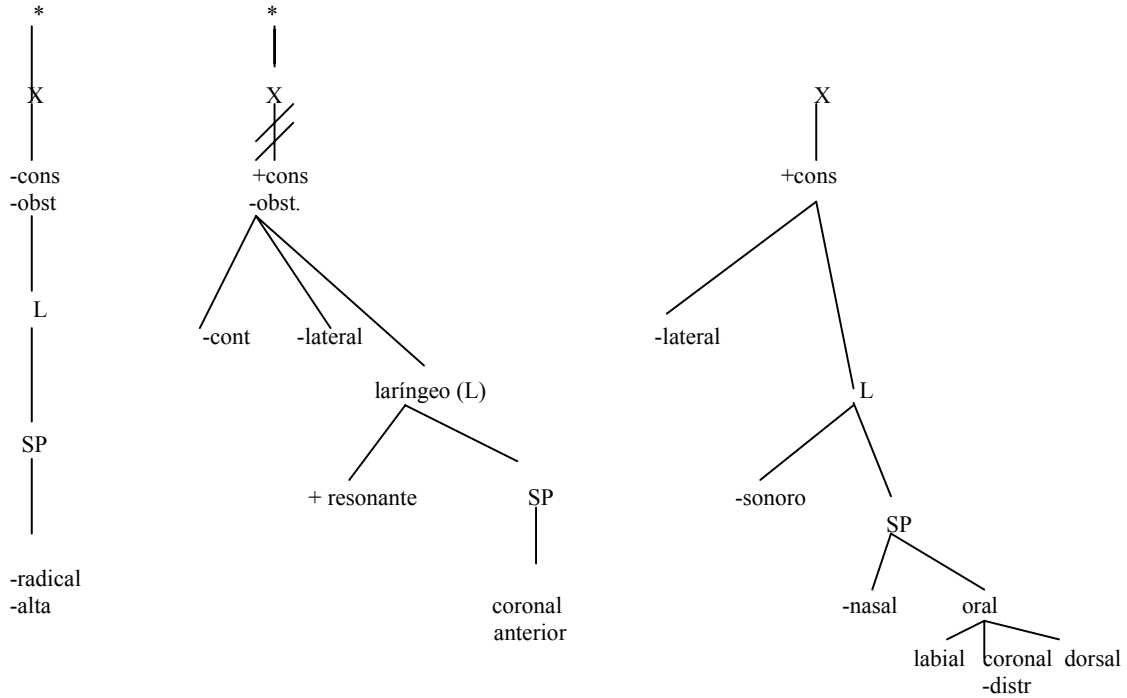 * *
X X X
-cons +cons +cons
-obst -obst.
L
-cont -lateral -lateral
laríngeo (L) L
SP
+ resonante SP -sonoro
SP
-radical
-alta coronal -nasal oral
anterior
labial coronal dorsal
-distr